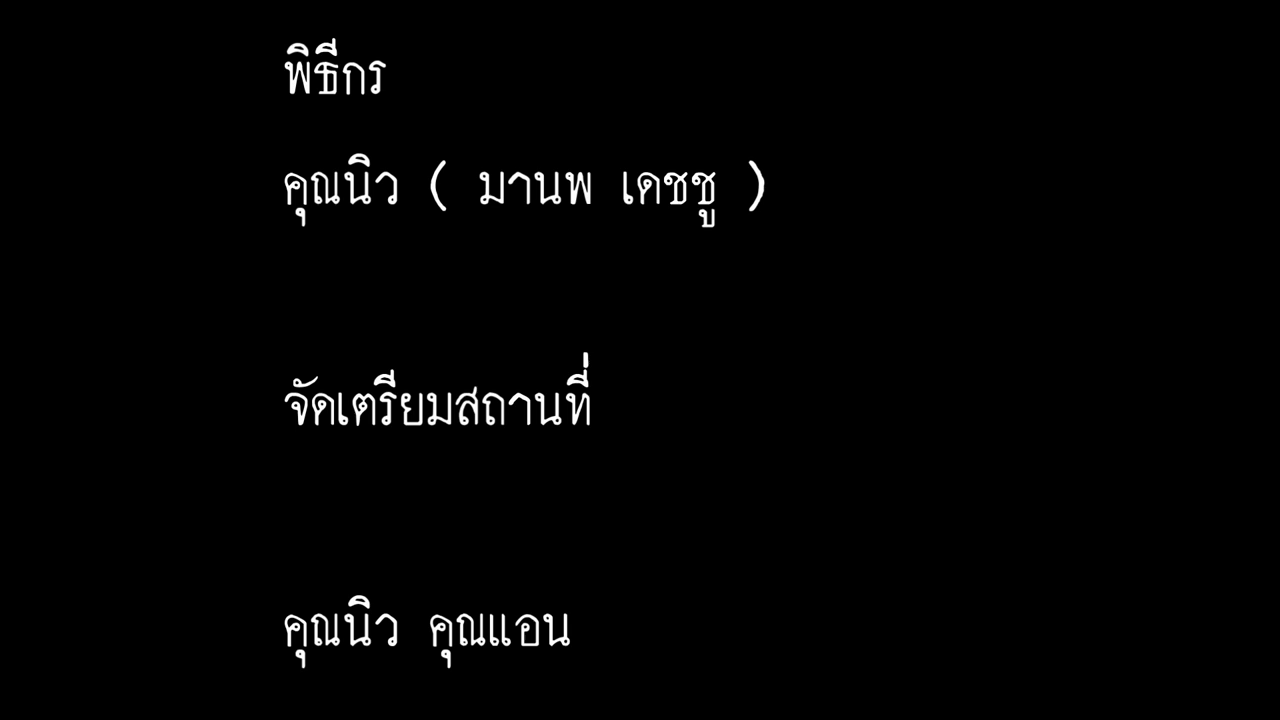 พิธีกร
คุณนิว ( มานพ เดชชู )
จัดเตรียมสถานที่
คุณนิว คุณแอน